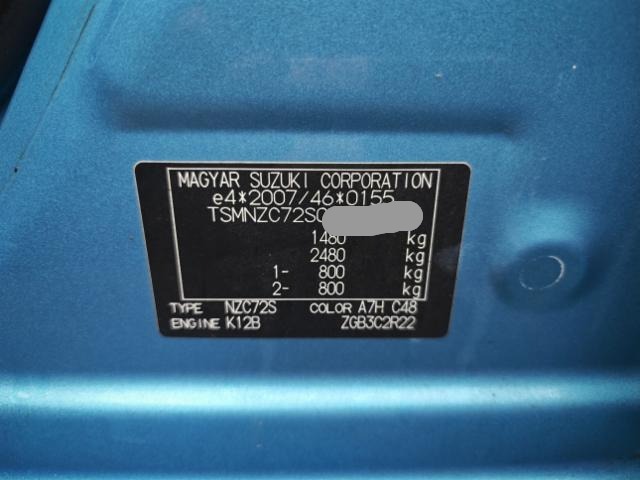 MAGYAR SUZUKI CORPORATION
e4*2007/46*0155
TSMNZC72S
1480 kg
2480 kg
1- 800 kg
2- 800 kg
TYPE NZC72S COLOR A7H C48
ENGINE K12B ZGB3C2R22